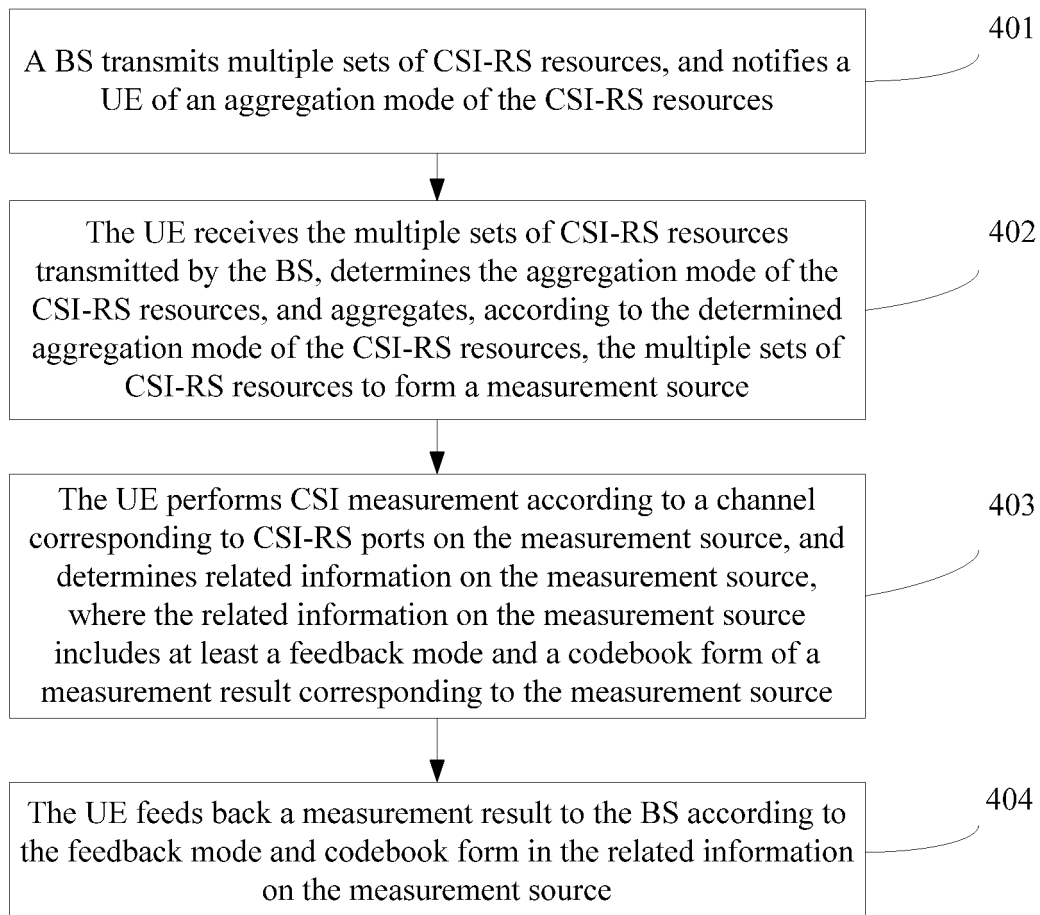 401
A BS transmits multiple sets of CSI-RS resources, and notifies a
UE of an aggregation mode of the CSI-RS resources
402
The UE receives the multiple sets of CSI-RS resources
transmitted by the BS, determines the aggregation mode of the
CSI-RS resources, and aggregates, according to the determined
aggregation mode of the CSI-RS resources, the multiple sets of
CSI-RS resources to form a measurement source
403
The UE performs CSI measurement according to a channel
corresponding to CSI-RS ports on the measurement source, and
determines related information on the measurement source,
where the related information on the measurement source
includes at least a feedback mode and a codebook form of a
measurement result corresponding to the measurement source
404
The UE feeds back a measurement result to the BS according to
the feedback mode and codebook form in the related information
on the measurement source